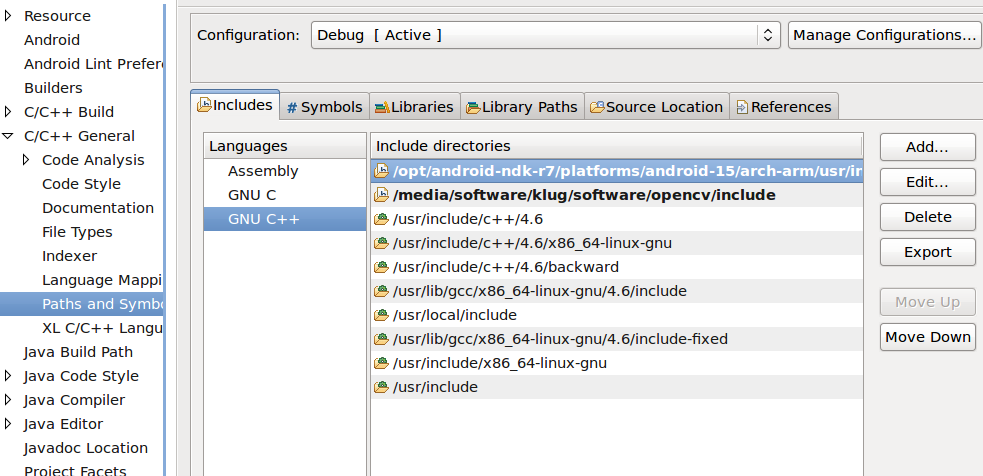 Resource
Android
Android Lint Prefer
Builders
C/C++ Build
C/C++ General
Code Analysis
Code Style
Documentation
File Types
Indexer
Language Mappi
Paths and Symbo
XL C/C++ Langu
Java Build Path
Java Code Style
Java Compiler
Java Editor
Javadoc Location
Project Facets
Configuration: Debug [ Active ] Manage Configurations...
Includes # Symbols Libraries Library Paths Source Location References
Languages
Assembly
GNU C
GNU C++
Include directories
/opt/android-ndk-r7/platforms/android-15/arch-arm/usr/in
/media/software/klug/software/opencv/include
/usr/include/c++/4.6
/usr/include/c++/4.6/x86_64-linux-gnu
/usr/include/c++/4.6/backward
/usr/lib/gcc/x86_64-linux-gnu/4.6/include
/usr/local/include
/usr/lib/gcc/x86_64-linux-gnu/4.6/include-fixed
/usr/include/x86_64-linux-gnu
/usr/include
Add...
Edit...
Delete
Export
Move Up
Move Down